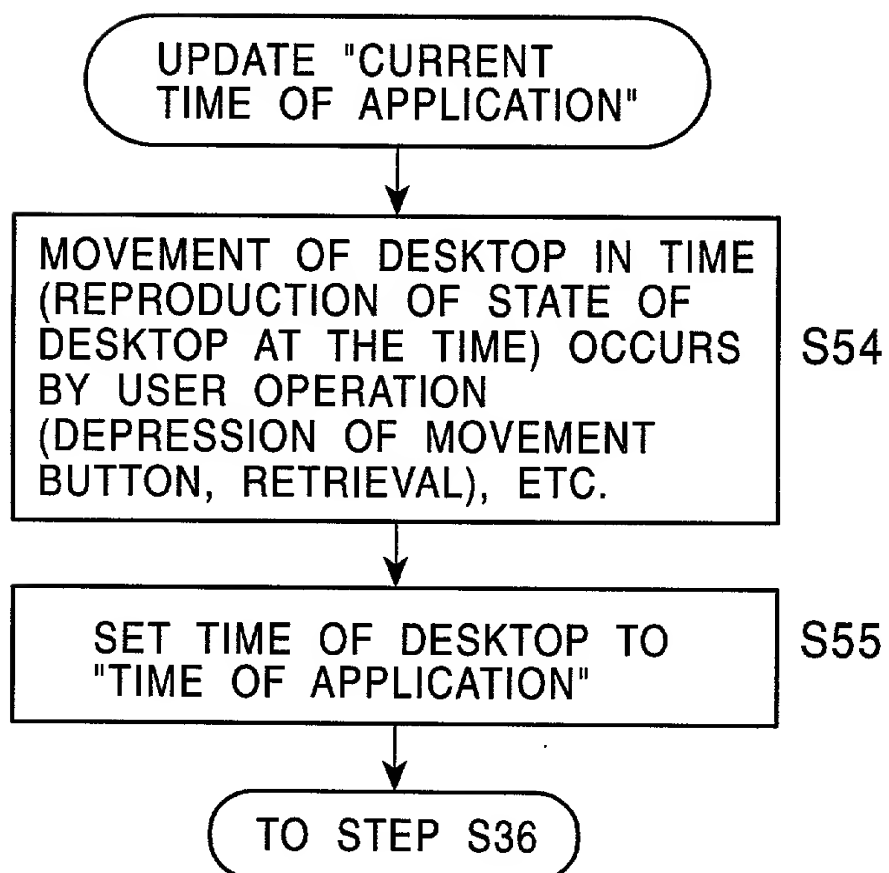 UPDATE "CURRENT
TIME OF APPLICATION"
MOVEMENT OF DESKTOP IN TIME
(REPRODUCTION OF STATE OF
DESKTOP AT THE TIME) OCCURS
BY USER OPERATION
(DEPRESSION OF MOVEMENT
BUTTON, RETRIEVAL), ETC.
S54
SET TIME OF DESKTOP TO
"TIME OF APPLICATION"
S55
TO STEP S36